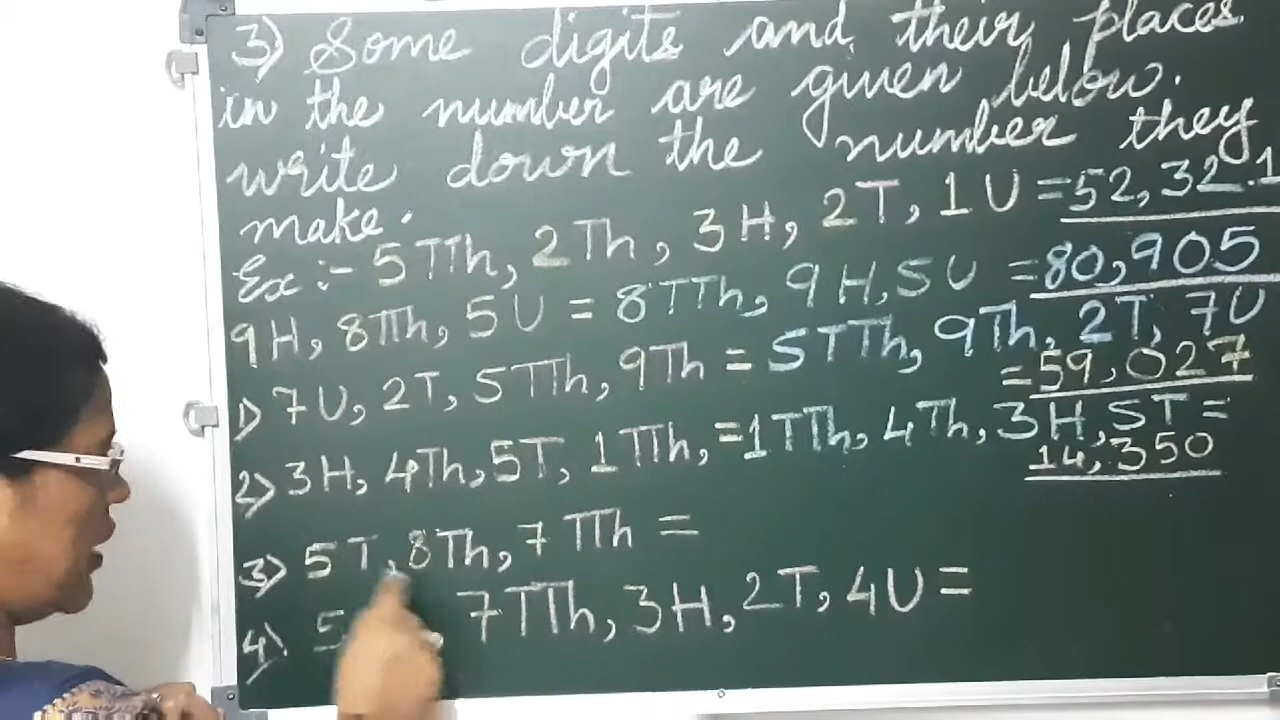 3) Some digits and their places
in the number are given below.
write down the number they
make.
Ex:- 5TTh, 2Th, 3H, 2T, 1U = 52,321
9H, 8TTh, 5U = 8TTh, 9H, 5U = 80,905
1) 7U, 2T, 5TTh, 9Th = 5TTh, 9Th, 2T, 7U
= 59,027
2) 3H, 4Th, 5T, 1TTh, = 1TTh, 4Th, 3H, 5T =
14,350
3) 5T, 8Th, 7TTh =
4) 5 , 7TTh, 3H, 2T, 4U =